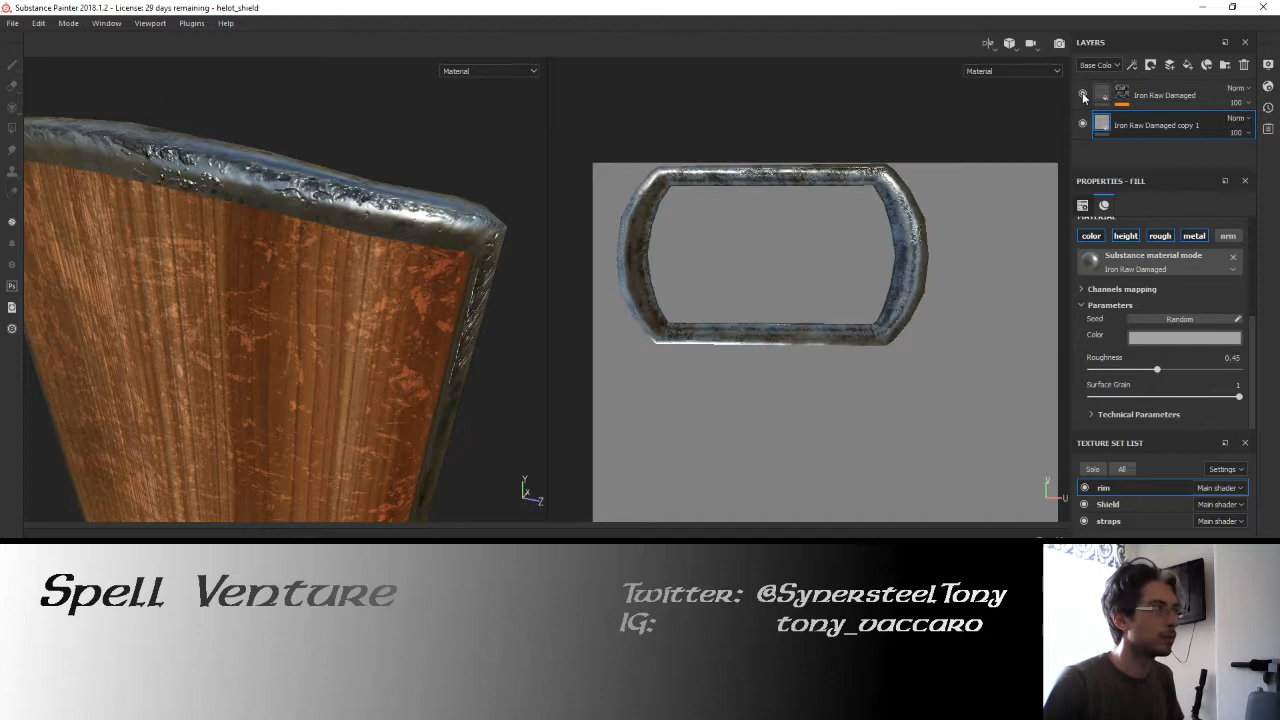 Substance Painter 2018.1.2 - License: 29 days remaining - helot_shield
File Edit Mode Window Viewport Plugins Help
Material
Material
LAYERS
Base Colo
Iron Raw Damaged Norm
100
Iron Raw Damaged copy 1 Norm
100
PROPERTIES - FILL
MATERIAL
color height rough metal nrm
Substance material mode
Iron Raw Damaged
Channels mapping
Parameters
Seed Random
Color
Roughness 0.45
Surface Grain 1
Technical Parameters
TEXTURE SET LIST
Solo All Settings
rim Main shader
Shield Main shader
straps Main shader
Y
X
Z
U
Ps
Spell Venture
Twitter: @SynersteelTony
IG: tony_vaccaro